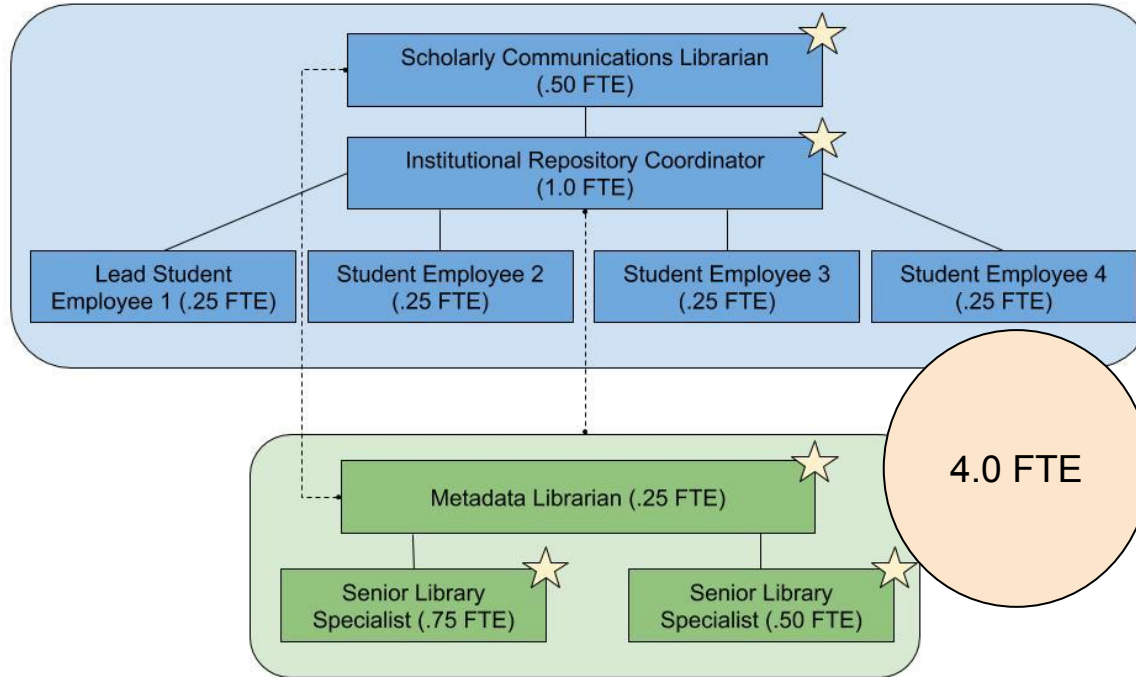 Scholarly Communications Librarian
(.50 FTE)
Institutional Repository Coordinator
(1.0 FTE)
Lead Student
Employee 1 (.25 FTE)
Student Employee 2
(.25 FTE)
Student Employee 3
(.25 FTE)
Student Employee 4
(.25 FTE)
4.0 FTE
Metadata Librarian (.25 FTE)
Senior Library
Specialist (.75 FTE)
Senior Library
Specialist (.50 FTE)